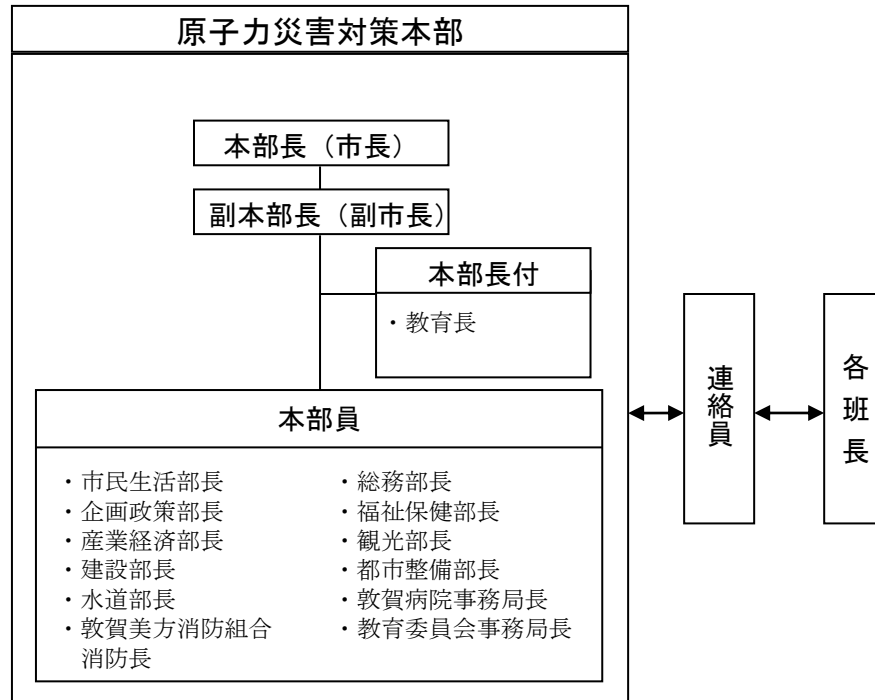 原子力災害対策本部
本部長（市長）
副本部長（副市長）
本部長付
・教育長
本部員
・市民生活部長
・企画政策部長
・産業経済部長
・建設部長
・水道部長
・敦賀美方消防組合
消防長
・総務部長
・福祉保健部長
・観光部長
・都市整備部長
・敦賀病院事務局長
・教育委員会事務局長
連絡員
各班長